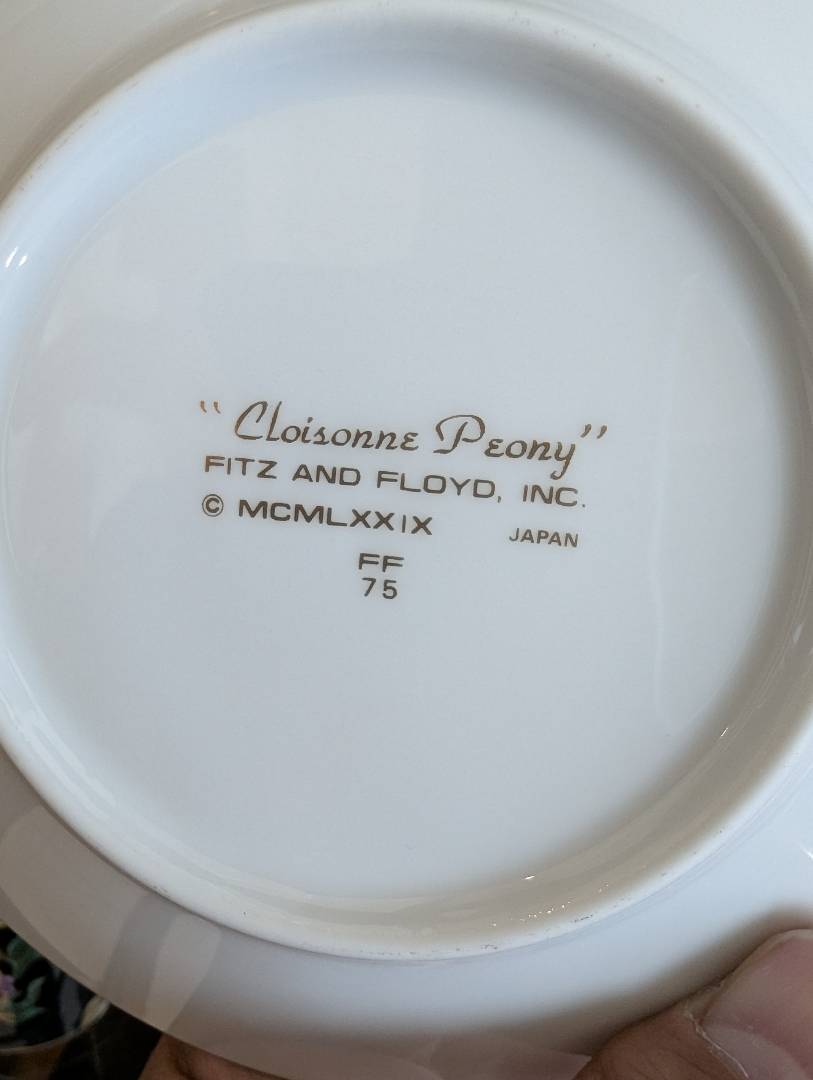 “Cloisonne Peony”
FITZ AND FLOYD, INC.
© MCMLXXIX JAPAN
FF
75